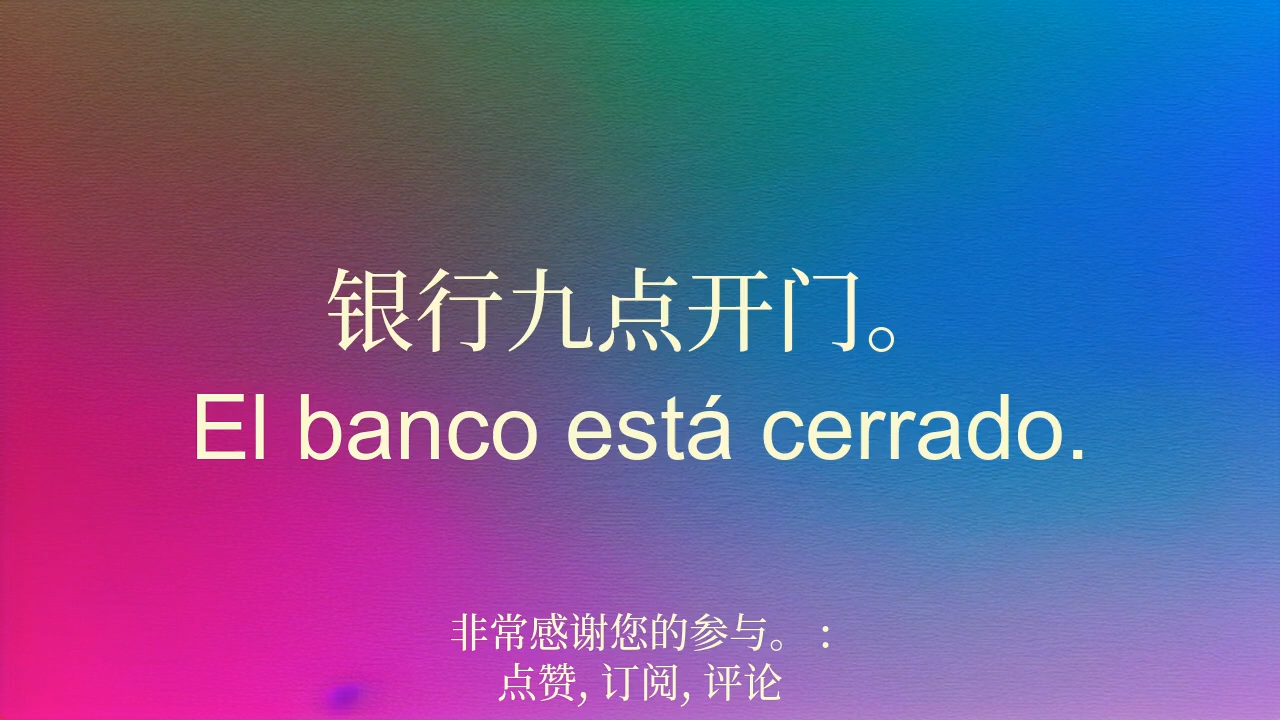 银行九点开门。
El banco está cerrado.
非常感谢您的参与。 :
点赞, 订阅, 评论